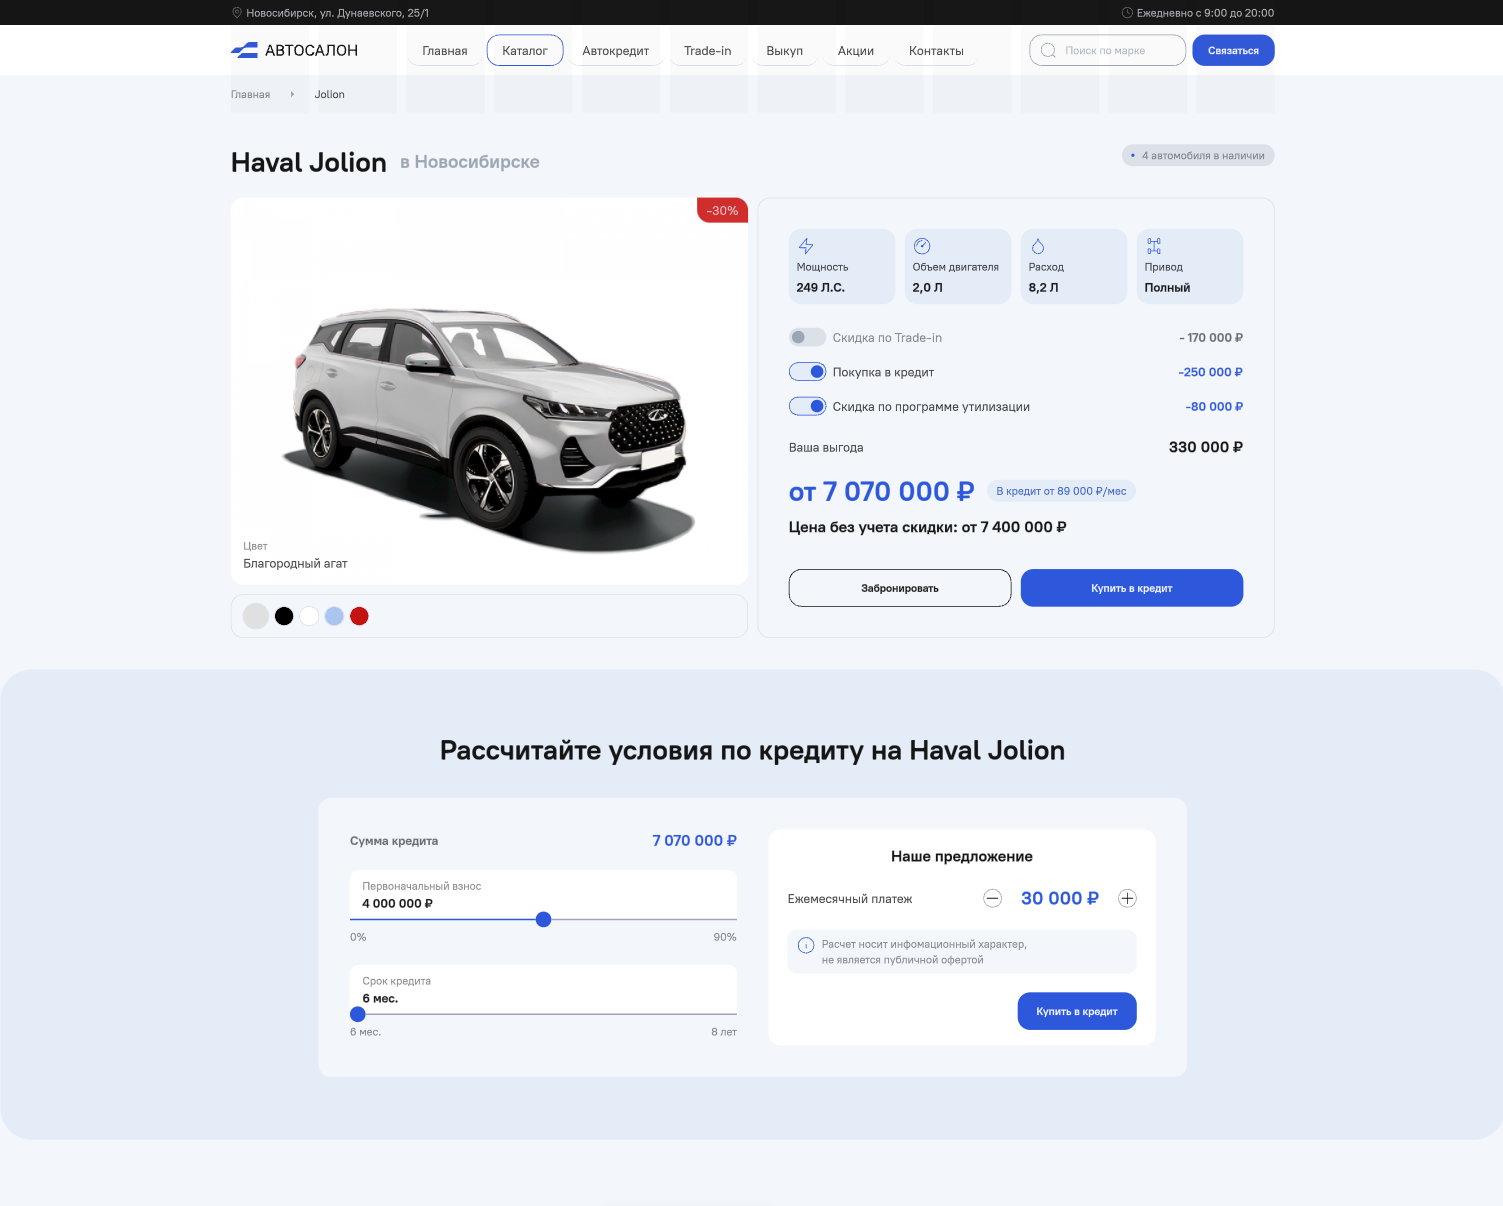 Новосибирск, ул. Дунаевского, 25/1
Ежедневно с 9:00 до 20:00
АВТОСАЛОН
Главная
Каталог
Автокредит
Trade-in
Выкуп
Акции
Контакты
Поиск по марке
Связаться
Главная
Jolion
Haval Jolion в Новосибирске
4 автомобиля в наличии
-30%
Цвет
Благородный агат
Мощность
249 Л.С.
Объем двигателя
2,0 Л
Расход
8,2 Л
Привод
Полный
Скидка по Trade-in
- 170 000 ₽
Покупка в кредит
-250 000 ₽
Скидка по программе утилизации
-80 000 ₽
Ваша выгода
330 000 ₽
от 7 070 000 ₽
В кредит от 89 000 ₽/мес
Цена без учета скидки: от 7 400 000 ₽
Забронировать
Купить в кредит
Рассчитайте условия по кредиту на Haval Jolion
Сумма кредита
7 070 000 ₽
Первоначальный взнос
4 000 000 ₽
0%
90%
Срок кредита
6 мес.
6 мес.
8 лет
Наше предложение
Ежемесячный платеж
30 000 ₽
Расчет носит инфомационный характер,
не является публичной офертой
Купить в кредит